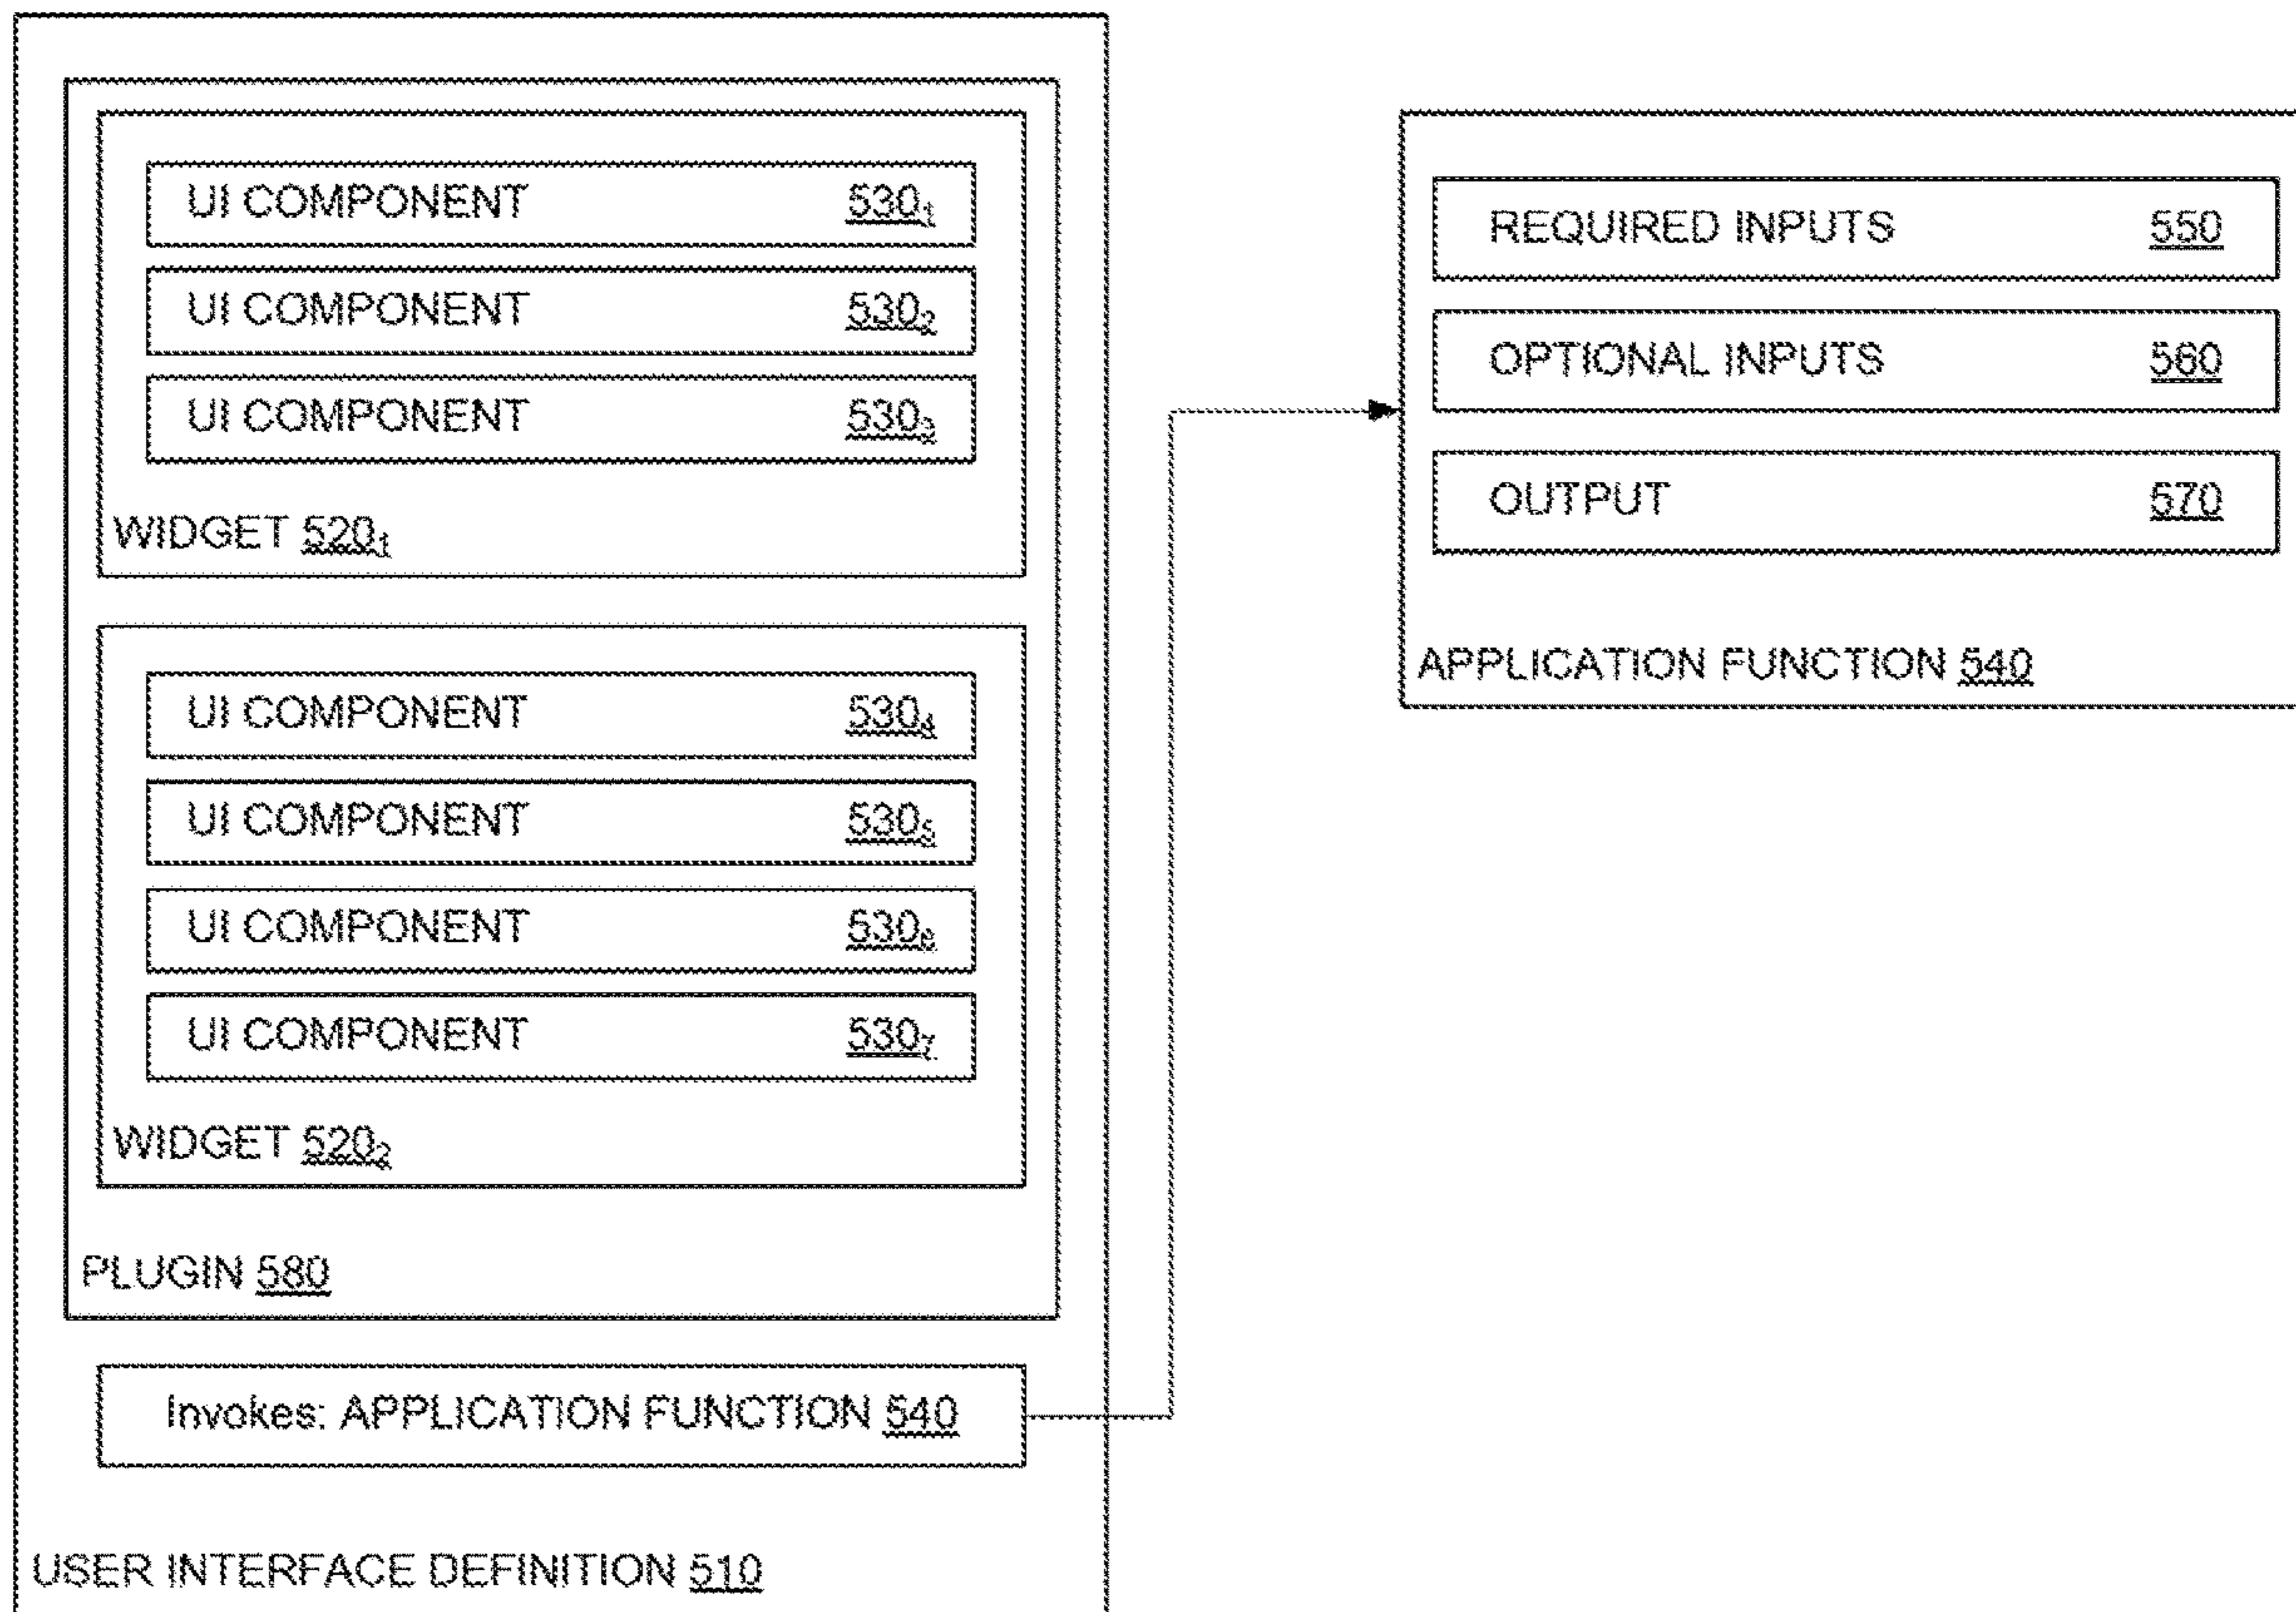 UI COMPONENT 530₁
UI COMPONENT 530₂
UI COMPONENT 530₃
WIDGET 520₁
UI COMPONENT 530₄
UI COMPONENT 530₅
UI COMPONENT 530₆
UI COMPONENT 530₇
WIDGET 520₂
PLUGIN 580
Invokes: APPLICATION FUNCTION 540
USER INTERFACE DEFINITION 510
REQUIRED INPUTS 550
OPTIONAL INPUTS 560
OUTPUT 570
APPLICATION FUNCTION 540